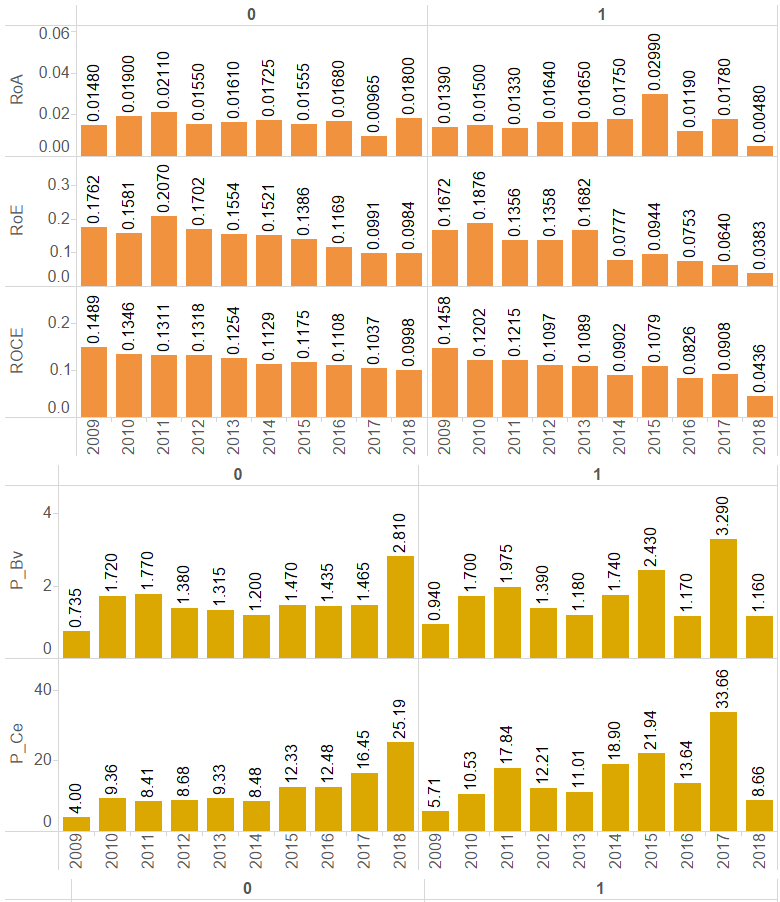 0 1
RoA
0.06
0.04
0.02
0.00
0.01480 0.01900 0.02110 0.01550 0.01610 0.01725 0.01555 0.01680 0.00965 0.01800 0.01390 0.01500 0.01330 0.01640 0.01650 0.01750 0.02990 0.01190 0.01780 0.00480
RoE
0.3
0.2
0.1
0.0
0.1762 0.1581 0.2070 0.1702 0.1554 0.1521 0.1386 0.1169 0.0991 0.0984 0.1672 0.1876 0.1356 0.1358 0.1682 0.0777 0.0944 0.0753 0.0640 0.0383
ROCE
0.2
0.1
0.0
0.1489 0.1346 0.1311 0.1318 0.1254 0.1129 0.1175 0.1108 0.1037 0.0998 0.1458 0.1202 0.1215 0.1097 0.1089 0.0902 0.1079 0.0826 0.0908 0.0436
2009 2010 2011 2012 2013 2014 2015 2016 2017 2018 2009 2010 2011 2012 2013 2014 2015 2016 2017 2018
0 1
P_Bv
4
2
0
0.735 1.720 1.770 1.380 1.315 1.200 1.470 1.435 1.465 2.810 0.940 1.700 1.975 1.390 1.180 1.740 2.430 1.170 3.290 1.160
P_Ce
40
20
0
4.00 9.36 8.41 8.68 9.33 8.48 12.33 12.48 16.45 25.19 5.71 10.53 17.84 12.21 11.01 18.90 21.94 13.64 33.66 8.66
2009 2010 2011 2012 2013 2014 2015 2016 2017 2018 2009 2010 2011 2012 2013 2014 2015 2016 2017 2018
0 1